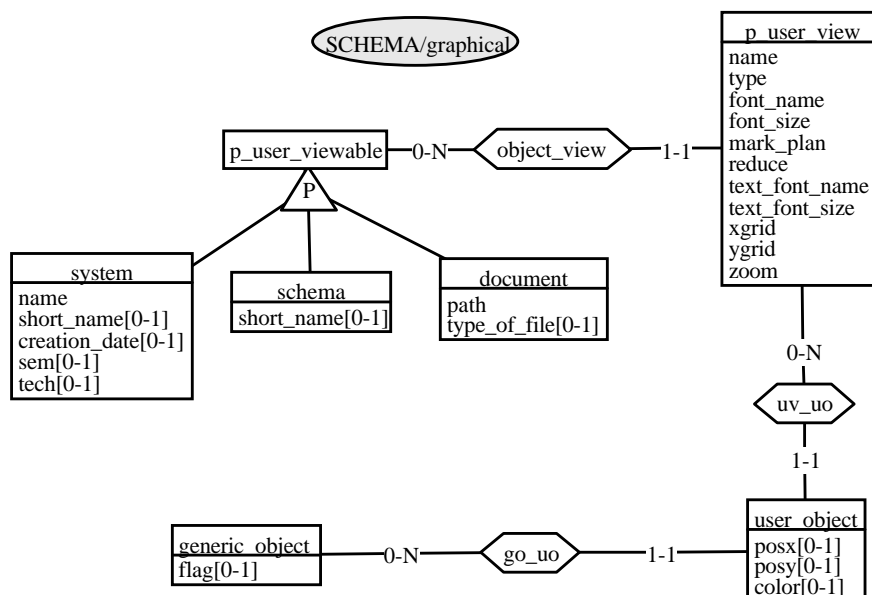 SCHEMA/graphical
p_user_view
name
type
font_name
font_size
mark_plan
reduce
text_font_name
text_font_size
xgrid
ygrid
zoom
p_user_viewable
0-N
object_view
1-1
P
system
name
short_name[0-1]
creation_date[0-1]
sem[0-1]
tech[0-1]
schema
short_name[0-1]
document
path
type_of_file[0-1]
0-N
uv_uo
1-1
generic_object
flag[0-1]
0-N
go_uo
1-1
user_object
posx[0-1]
posy[0-1]
color[0-1]